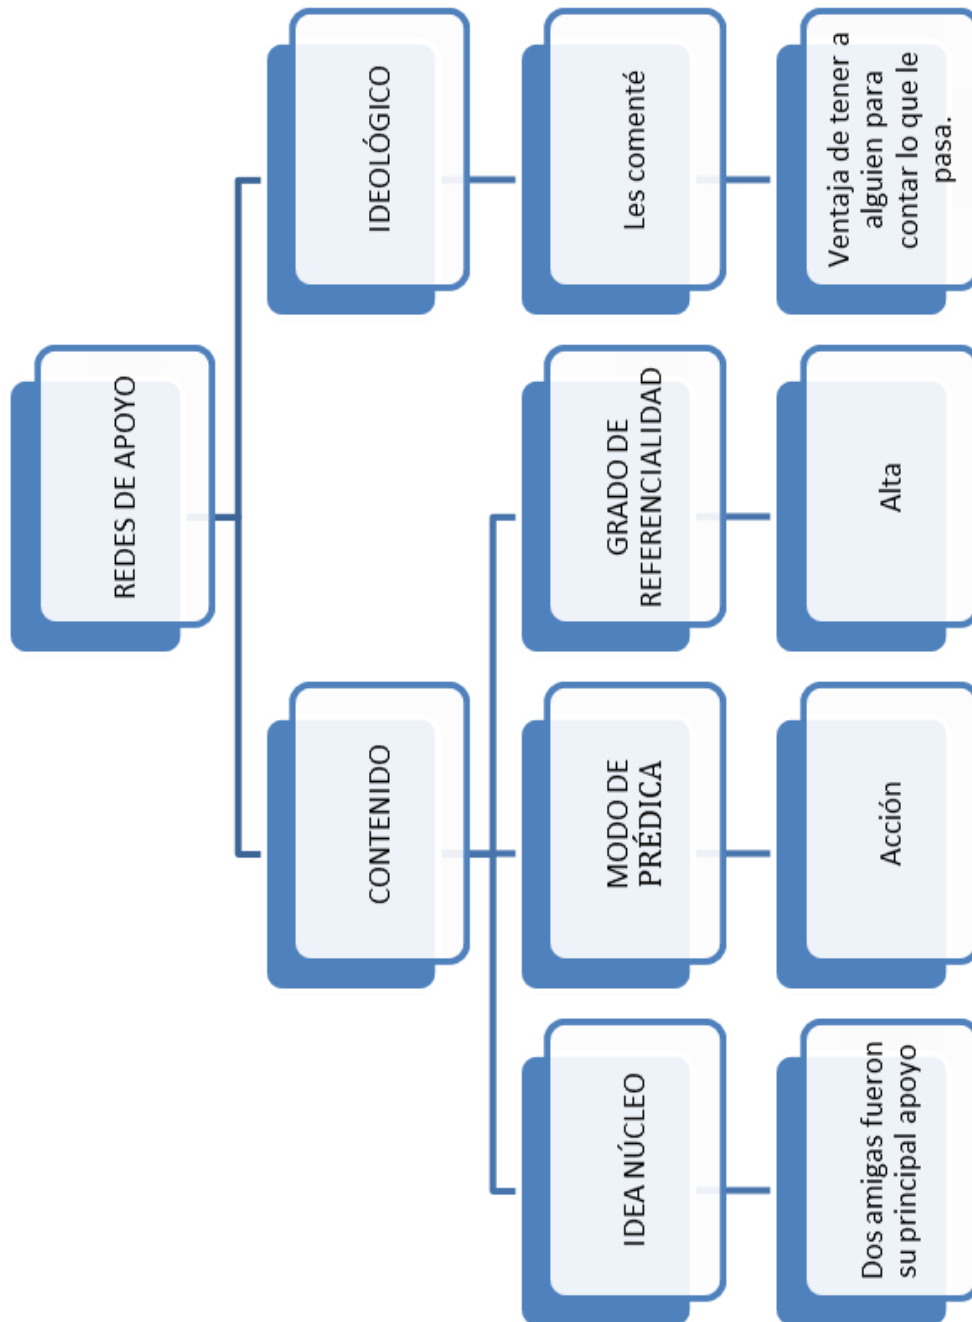 REDES DE APOYO
CONTENIDO
IDEOLÓGICO
IDEA NÚCLEO
MODO DE
PRÉDICA
GRADO DE
REFERENCIALIDAD
Les comenté
Dos amigas fueron
su principal apoyo
Acción
Alta
Ventaja de tener a
alguien para
contar lo que le
pasa.